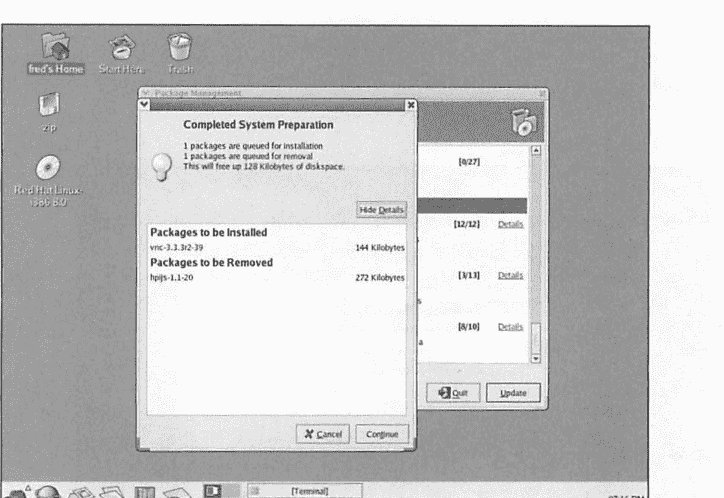 fred's Home
Start Here
Trash
zip
Red Hat Linux-
i386 8.0
Package Management
Completed System Preparation
1 packages are queued for installation
1 packages are queued for removal
This will free up 128 Kilobytes of diskspace.
Hide Details
Packages to be Installed
vnc-3.3.3r2-39 144 Kilobytes
Packages to be Removed
hpijs-1.1-20 272 Kilobytes
Cancel Continue
[0/27]
[12/12] Details
[3/13] Details
s
[8/10] Details
a
Quit Update
[Terminal]